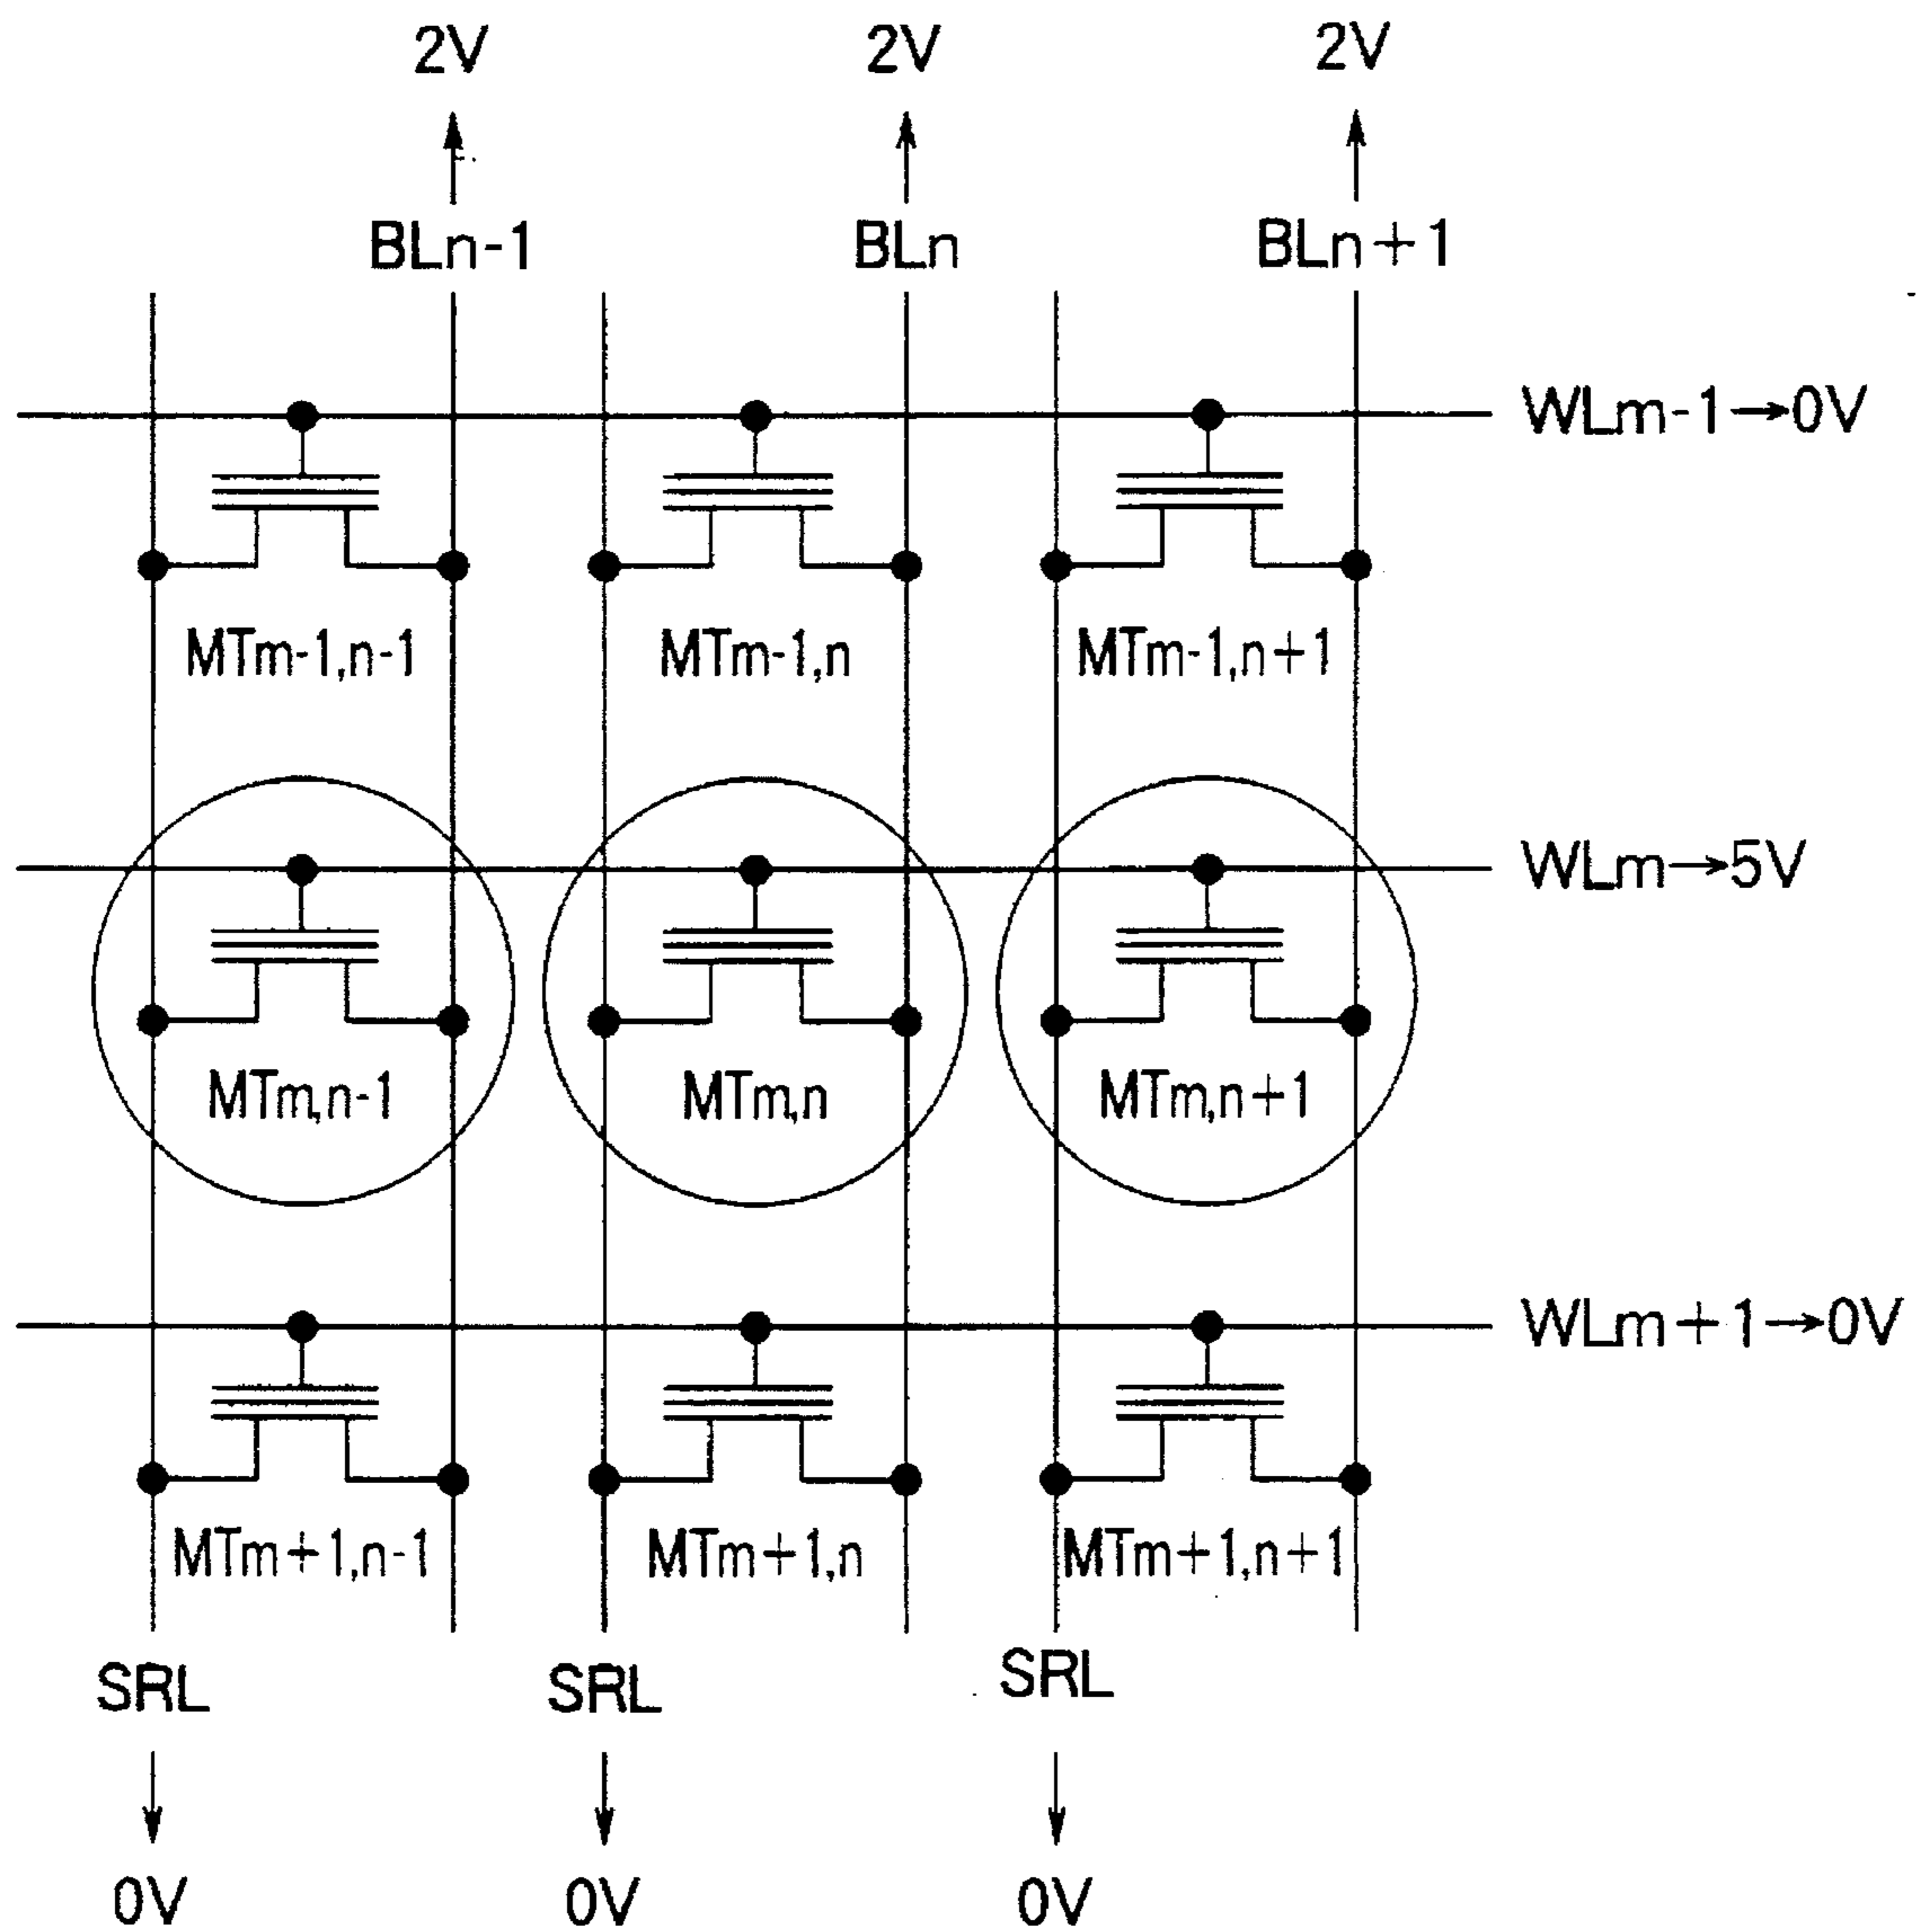 2V 2V 2V
BLn-1 BLn BLn+1
WLm-1→0V
MTm-1,n-1 MTm-1,n MTm-1,n+1
WLm→5V
MTm,n-1 MTm,n MTm,n+1
WLm+1→0V
MTm+1,n-1 MTm+1,n MTm+1,n+1
SRL SRL SRL
0V 0V 0V